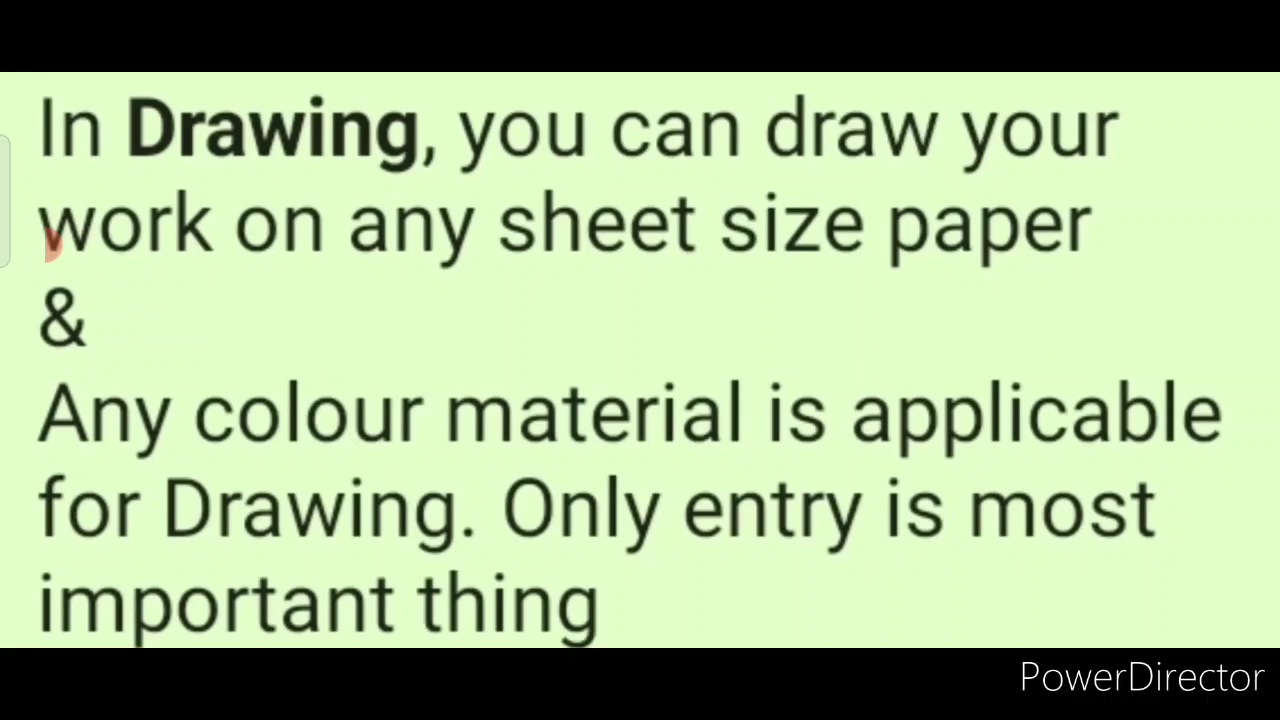 In Drawing, you can draw your
work on any sheet size paper
&
Any colour material is applicable
for Drawing. Only entry is most
important thing
PowerDirector